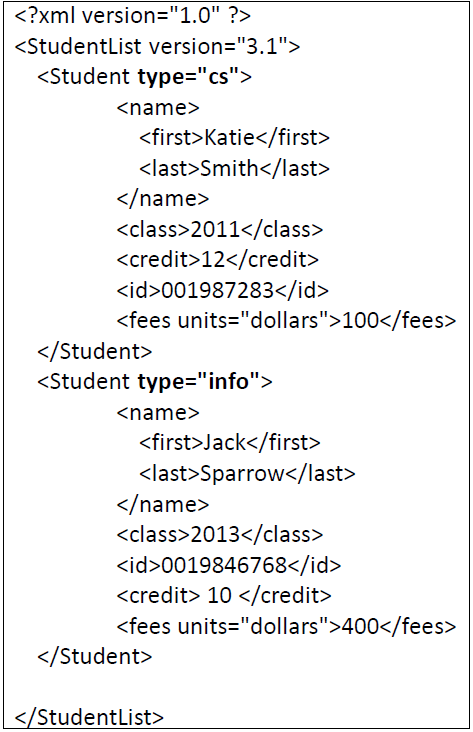 <?xml version="1.0" ?>
<StudentList version="3.1">
<Student type="cs">
<name>
<first>Katie</first>
<last>Smith</last>
</name>
<class>2011</class>
<credit>12</credit>
<id>001987283</id>
<fees units="dollars">100</fees>
</Student>
<Student type="info">
<name>
<first>Jack</first>
<last>Sparrow</last>
</name>
<class>2013</class>
<id>0019846768</id>
<credit> 10 </credit>
<fees units="dollars">400</fees>
</Student>
</StudentList>